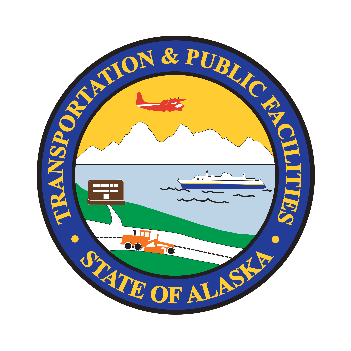 TRANSPORTATION & PUBLIC FACILITIES
STATE OF ALASKA